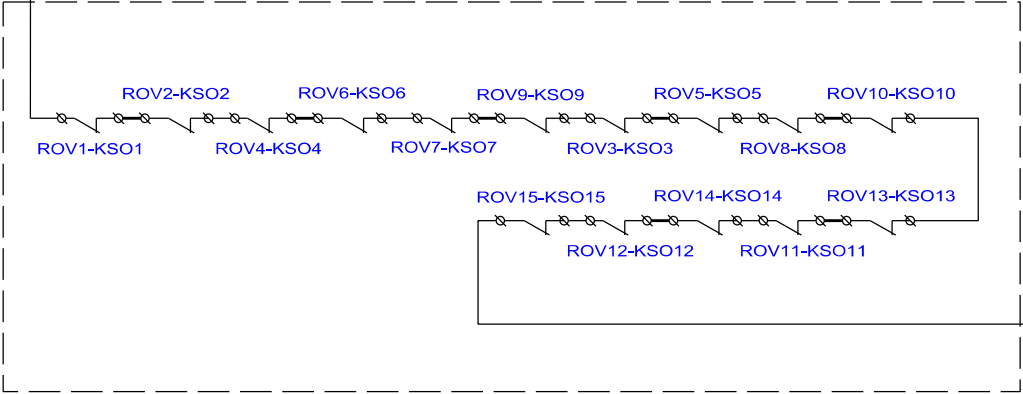 ROV2-KSO2
ROV6-KSO6
ROV9-KSO9
ROV5-KSO5
ROV10-KSO10
ROV1-KSO1
ROV4-KSO4
ROV7-KSO7
ROV3-KSO3
ROV8-KSO8
ROV15-KSO15
ROV14-KSO14
ROV13-KSO13
ROV12-KSO12
ROV11-KSO11